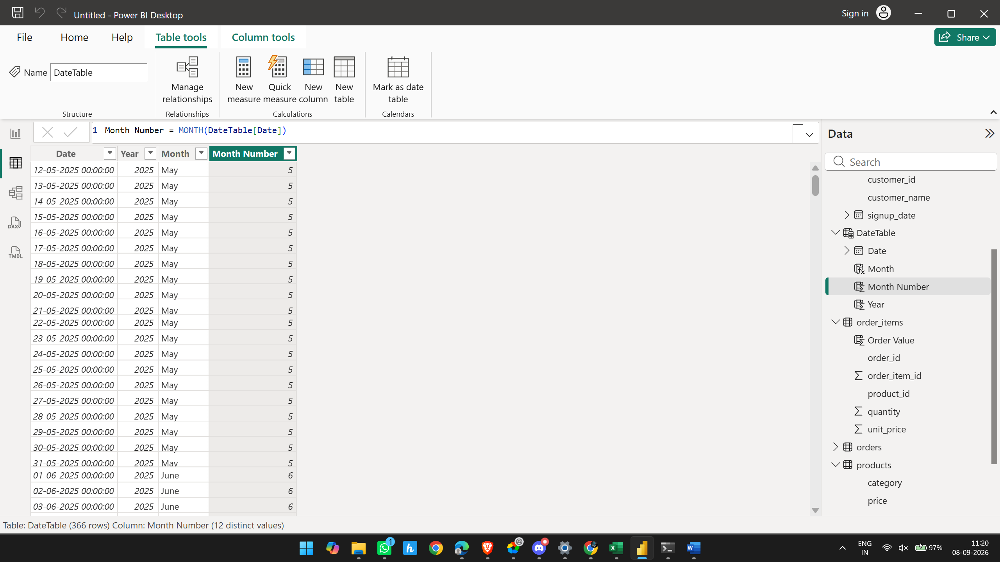 Untitled - Power BI Desktop
Sign in
File Home Help Table tools Column tools
Share
Name DateTable
Manage relationships
New measure
Quick measure
New column
New table
Mark as date table
Structure Relationships Calculations Calendars
1 Month Number = MONTH(DateTable[Date])
Date Year Month Month Number
12-05-2025 00:00:00 2025 May 5
13-05-2025 00:00:00 2025 May 5
14-05-2025 00:00:00 2025 May 5
15-05-2025 00:00:00 2025 May 5
16-05-2025 00:00:00 2025 May 5
17-05-2025 00:00:00 2025 May 5
18-05-2025 00:00:00 2025 May 5
19-05-2025 00:00:00 2025 May 5
20-05-2025 00:00:00 2025 May 5
21-05-2025 00:00:00 2025 May 5
22-05-2025 00:00:00 2025 May 5
23-05-2025 00:00:00 2025 May 5
24-05-2025 00:00:00 2025 May 5
25-05-2025 00:00:00 2025 May 5
26-05-2025 00:00:00 2025 May 5
27-05-2025 00:00:00 2025 May 5
28-05-2025 00:00:00 2025 May 5
29-05-2025 00:00:00 2025 May 5
30-05-2025 00:00:00 2025 May 5
31-05-2025 00:00:00 2025 May 5
01-06-2025 00:00:00 2025 June 6
02-06-2025 00:00:00 2025 June 6
03-06-2025 00:00:00 2025 June 6
DAX
TMDL
Data
Search
customer_id
customer_name
signup_date
DateTable
Date
Month
Month Number
Year
order_items
Order Value
order_id
order_item_id
product_id
quantity
unit_price
orders
products
category
price
Table: DateTable (366 rows) Column: Month Number (12 distinct values)
1
ENG
IN
97%
11:20
08-09-2026